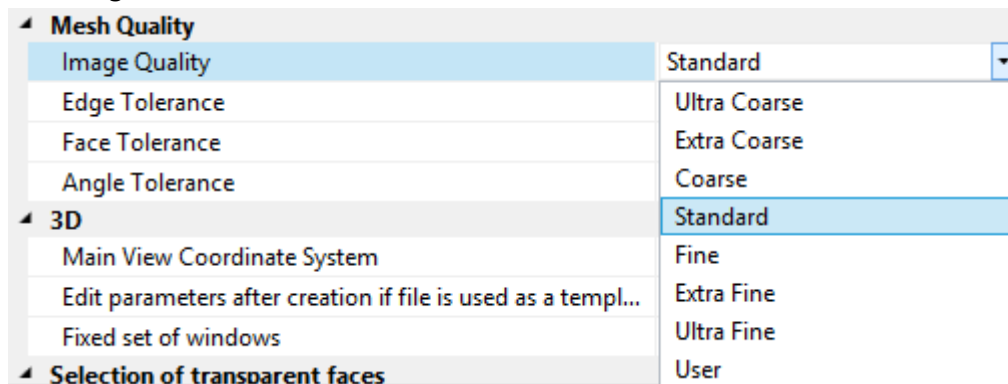 Mesh Quality
Image Quality Standard
Edge Tolerance Ultra Coarse
Face Tolerance Extra Coarse
Angle Tolerance Coarse
3D Standard
Main View Coordinate System Fine
Edit parameters after creation if file is used as a templ... Extra Fine
Fixed set of windows Ultra Fine
Selection of transparent faces User